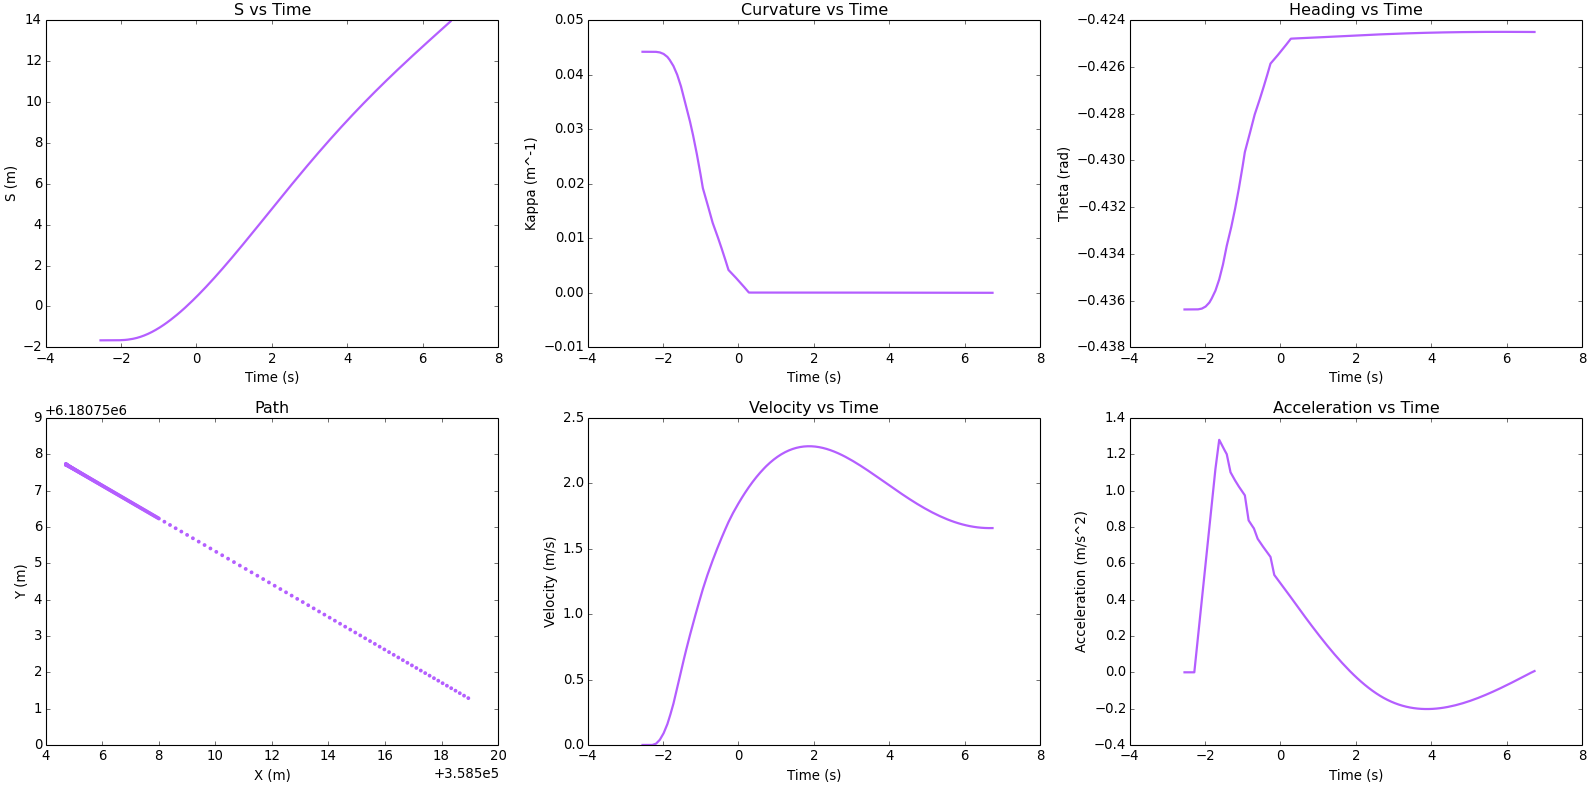 S vs Time
14
12
10
8
6
4
2
0
−2
S (m)
−4 −2 0 2 4 6 8
Time (s)
Curvature vs Time
0.05
0.04
0.03
0.02
0.01
0.00
−0.01
Kappa (m^-1)
−4 −2 0 2 4 6 8
Time (s)
Heading vs Time
−0.424
−0.426
−0.428
−0.430
−0.432
−0.434
−0.436
−0.438
Theta (rad)
−4 −2 0 2 4 6 8
Time (s)
Path
+6.18075e6
9
8
7
6
5
4
3
2
1
0
Y (m)
4 6 8 10 12 14 16 18 20
X (m)
+3.585e5
Velocity vs Time
2.5
2.0
1.5
1.0
0.5
0.0
Velocity (m/s)
−4 −2 0 2 4 6 8
Time (s)
Acceleration vs Time
1.4
1.2
1.0
0.8
0.6
0.4
0.2
0.0
−0.2
−0.4
Acceleration (m/s^2)
−4 −2 0 2 4 6 8
Time (s)